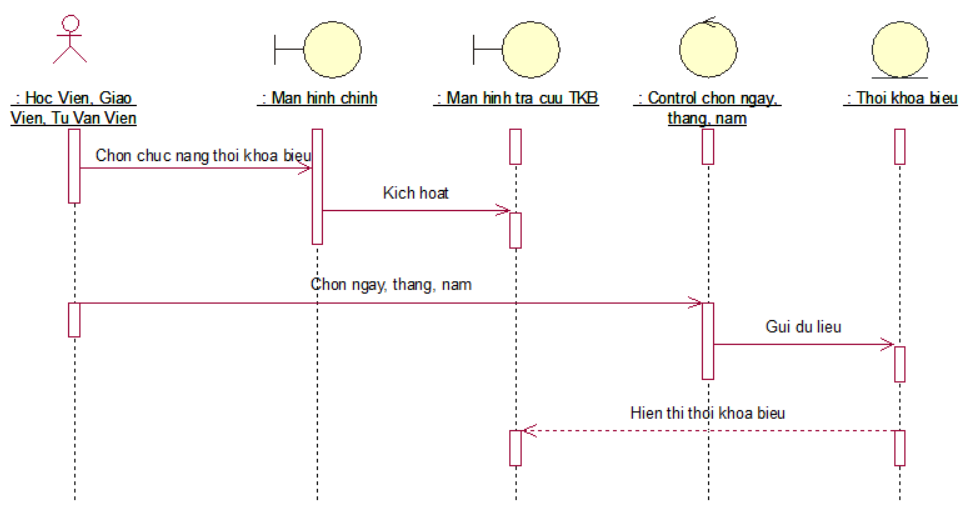 : Hoc Vien, Giao
Vien, Tu Van Vien
: Man hinh chinh
: Man hinh tra cuu TKB
: Control chon ngay,
thang, nam
: Thoi khoa bieu
Chon chuc nang thoi khoa bieu
Kich hoat
Chon ngay, thang, nam
Gui du lieu
Hien thi thoi khoa bieu